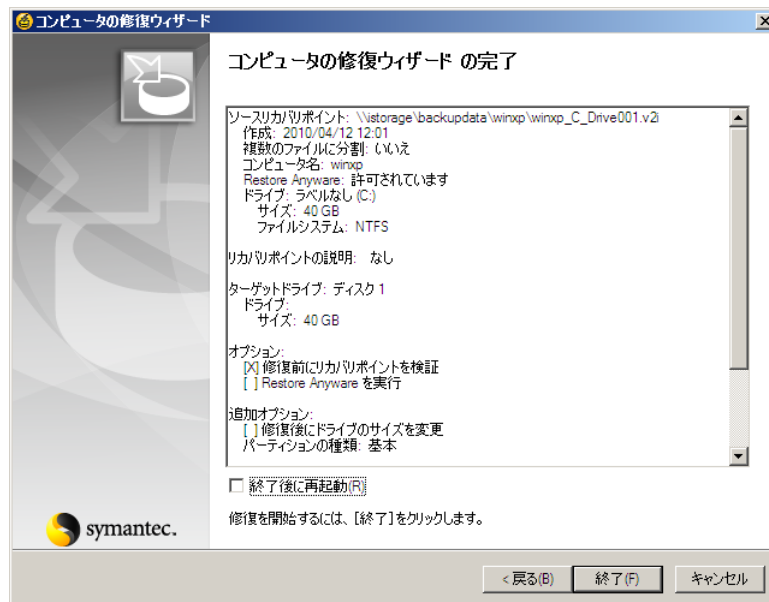 コンピュータの修復ウィザード
コンピュータの修復ウィザード の完了
ソースリカバリポイント: \\istorage\backupdata\winxp\winxp_C_Drive001.v2i
作成: 2010/04/12 12:01
複数のファイルに分割: いいえ
コンピュータ名: winxp
Restore Anyware: 許可されています
ドライブ: ラベルなし (C:)
サイズ: 40 GB
ファイルシステム: NTFS
リカバリポイントの説明: なし
ターゲットドライブ: ディスク 1
ドライブ:
サイズ: 40 GB
オプション:
[X] 修復前にリカバリポイントを検証
[ ] Restore Anyware を実行
追加オプション:
[ ] 修復後にドライブのサイズを変更
パーティションの種類: 基本
終了後に再起動(R)
修復を開始するには、[終了]をクリックします。
symantec.
< 戻る(B) 終了(F) キャンセル